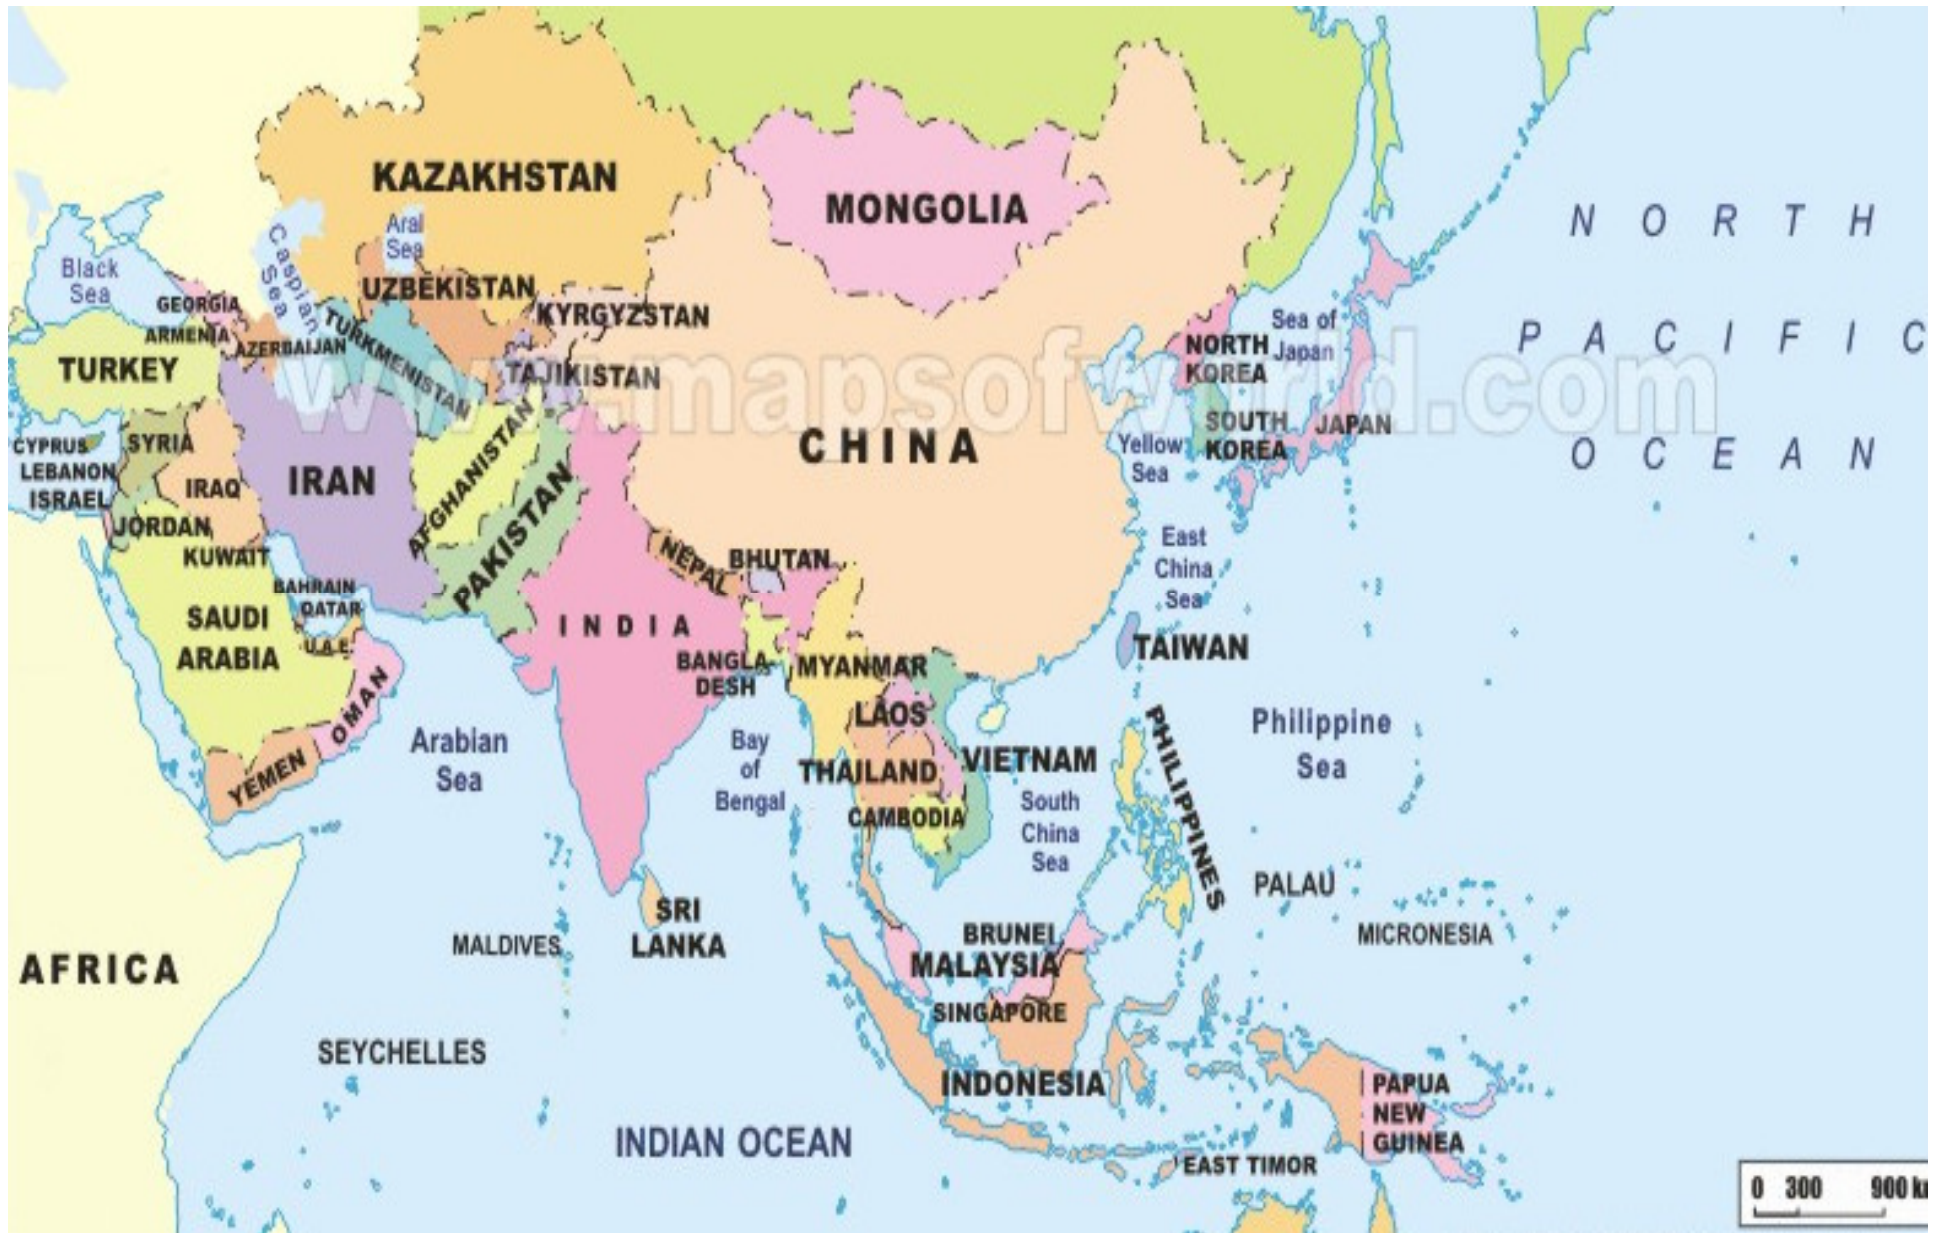 KAZAKHSTAN
MONGOLIA
NORTH
PACIFIC
OCEAN
Aral
Sea
Caspian
Sea
Black
Sea
UZBEKISTAN
GEORGIA
KYRGYZSTAN
ARMENIA
AZERBAIJAN
TURKMENISTAN
Sea of
Japan
NORTH
KOREA
www.mapsofworld.com
TURKEY
TAJIKISTAN
SOUTH
KOREA
JAPAN
CYPRUS
SYRIA
LEBANON
ISRAEL
IRAQ
IRAN
AFGHANISTAN
PAKISTAN
CHINA
Yellow
Sea
JORDAN
KUWAIT
NEPAL
BHUTAN
East
China
Sea
BAHRAIN
QATAR
SAUDI
ARABIA
U.A.E.
INDIA
TAIWAN
BANGLA-
DESH
MYANMAR
OMAN
LAOS
YEMEN
Arabian
Sea
Bay
of
Bengal
THAILAND
VIETNAM
PHILIPPINES
Philippine
Sea
CAMBODIA
South
China
Sea
SRI
LANKA
PALAU
MALDIVES
BRUNEI
MICRONESIA
MALAYSIA
AFRICA
SINGAPORE
SEYCHELLES
INDONESIA
PAPUA
NEW
GUINEA
INDIAN OCEAN
EAST TIMOR
0 300 900 k